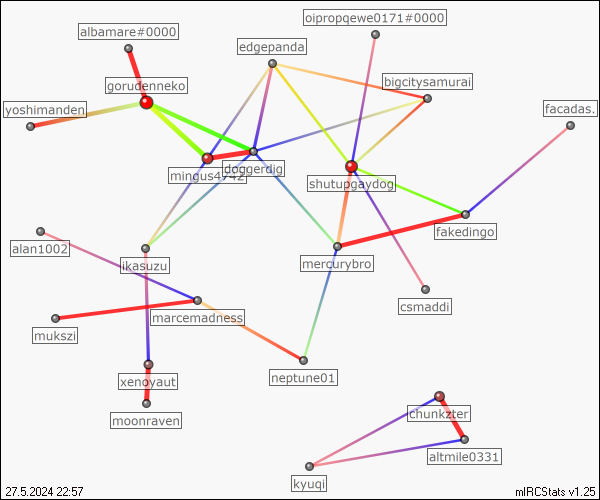 oipropqewe0171#0000
albamare#0000
edgepanda
bigcitysamurai
gorudenneko
yoshimanden
facadas.
doggerdig
mingus4742
shutupgaydog
fakedingo
alan1002
ikasuzu
mercurybro
csmaddi
marcemadness
mukszi
neptune01
xenoyaut
moonraven
chunkzter
altmile0331
kyuqi
27.5.2024 22:57
mIRCStats v1.25